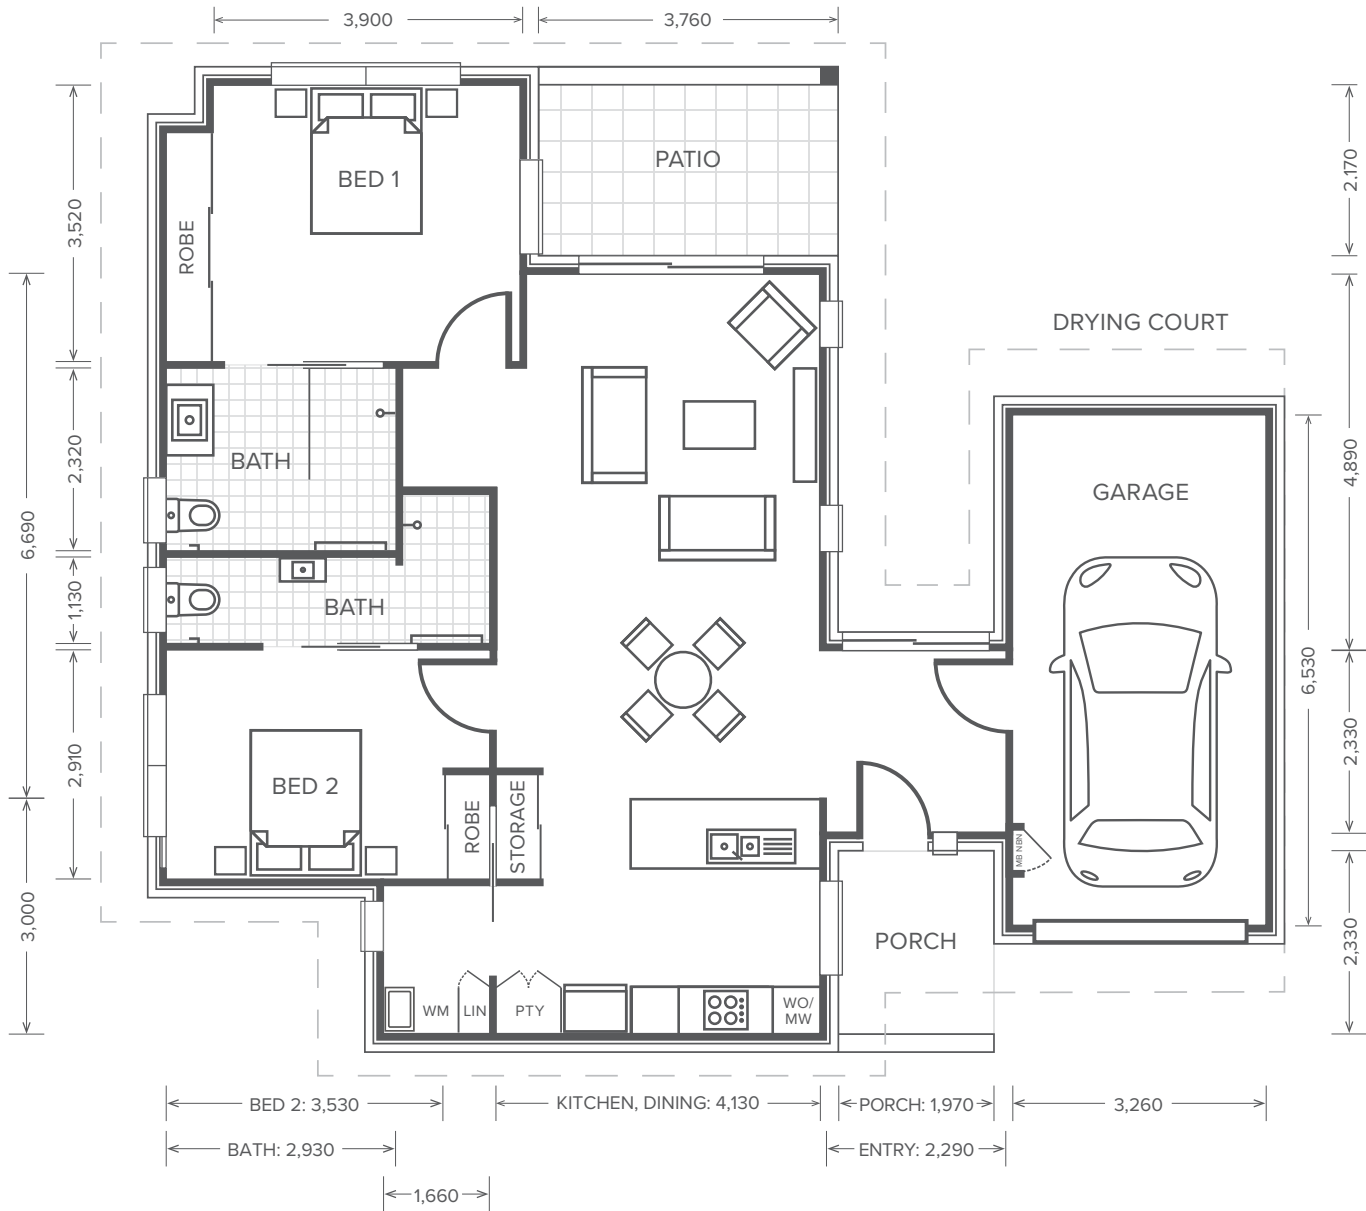 3,900
3,760
PATIO
BED 1
2.170
3,520
ROBE
DRYING COURT
2,320
BATH
4,890
GARAGE
6,690
1,130
BATH
6,530
2,910
BED 2
ROBE
STORAGE
2,330
MB NBN
3,000
PORCH
2,330
WM
LIN
PTY
WO/
MW
BED 2: 3,530
KITCHEN, DINING: 4,130
PORCH: 1,970
3,260
BATH: 2,930
ENTRY: 2,290
1,660